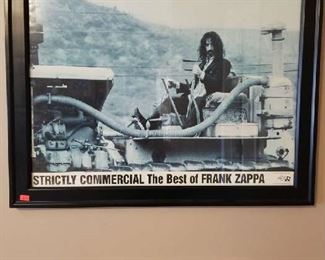 STRICTLY COMMERCIAL The Best of FRANK ZAPPA